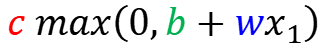 c max(0, b + wx₁)